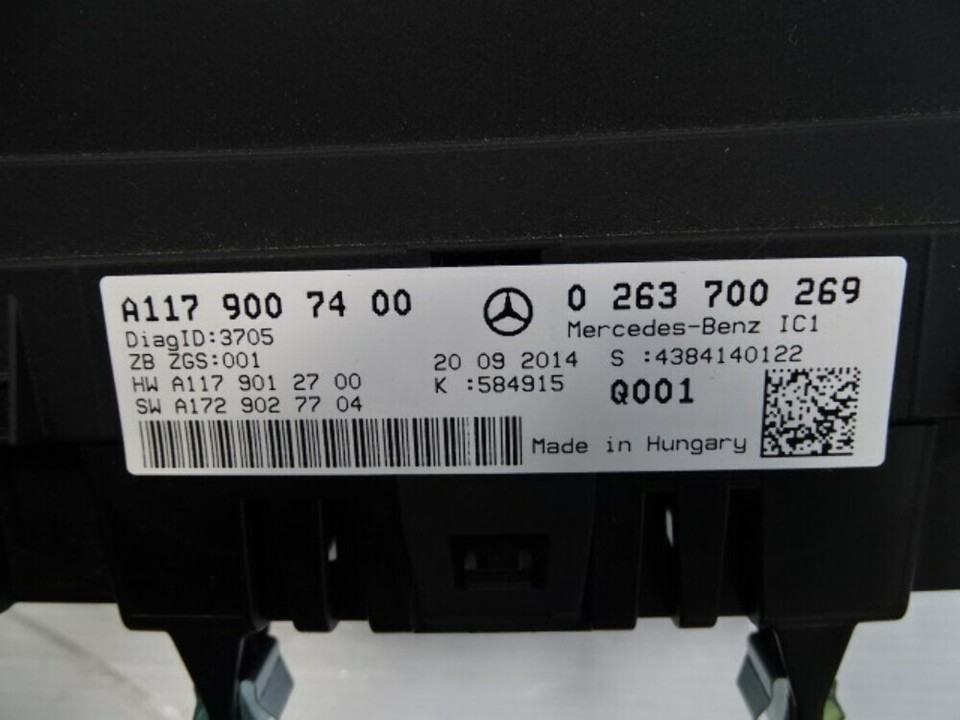 A117 900 74 00
0 263 700 269
DiagID:3705
Mercedes-Benz IC1
ZB ZGS:001
20 09 2014 S :4384140122
HW A117 901 27 00
K :584915
Q001
SW A172 902 77 04
Made in Hungary